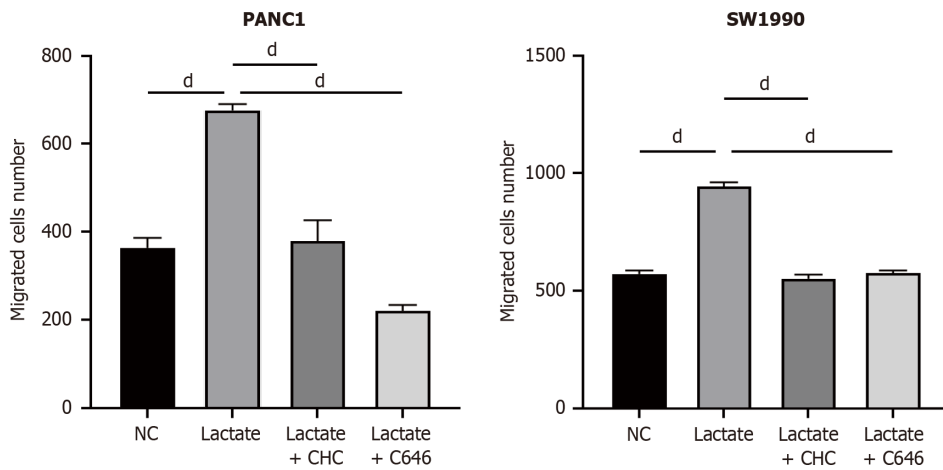 PANC1
Migrated cells number
800
600
400
200
0
d
d
d
NC
Lactate
Lactate
+ CHC
Lactate
+ C646
SW1990
Migrated cells number
1500
1000
500
0
d
d
d
NC
Lactate
Lactate
+ CHC
Lactate
+ C646